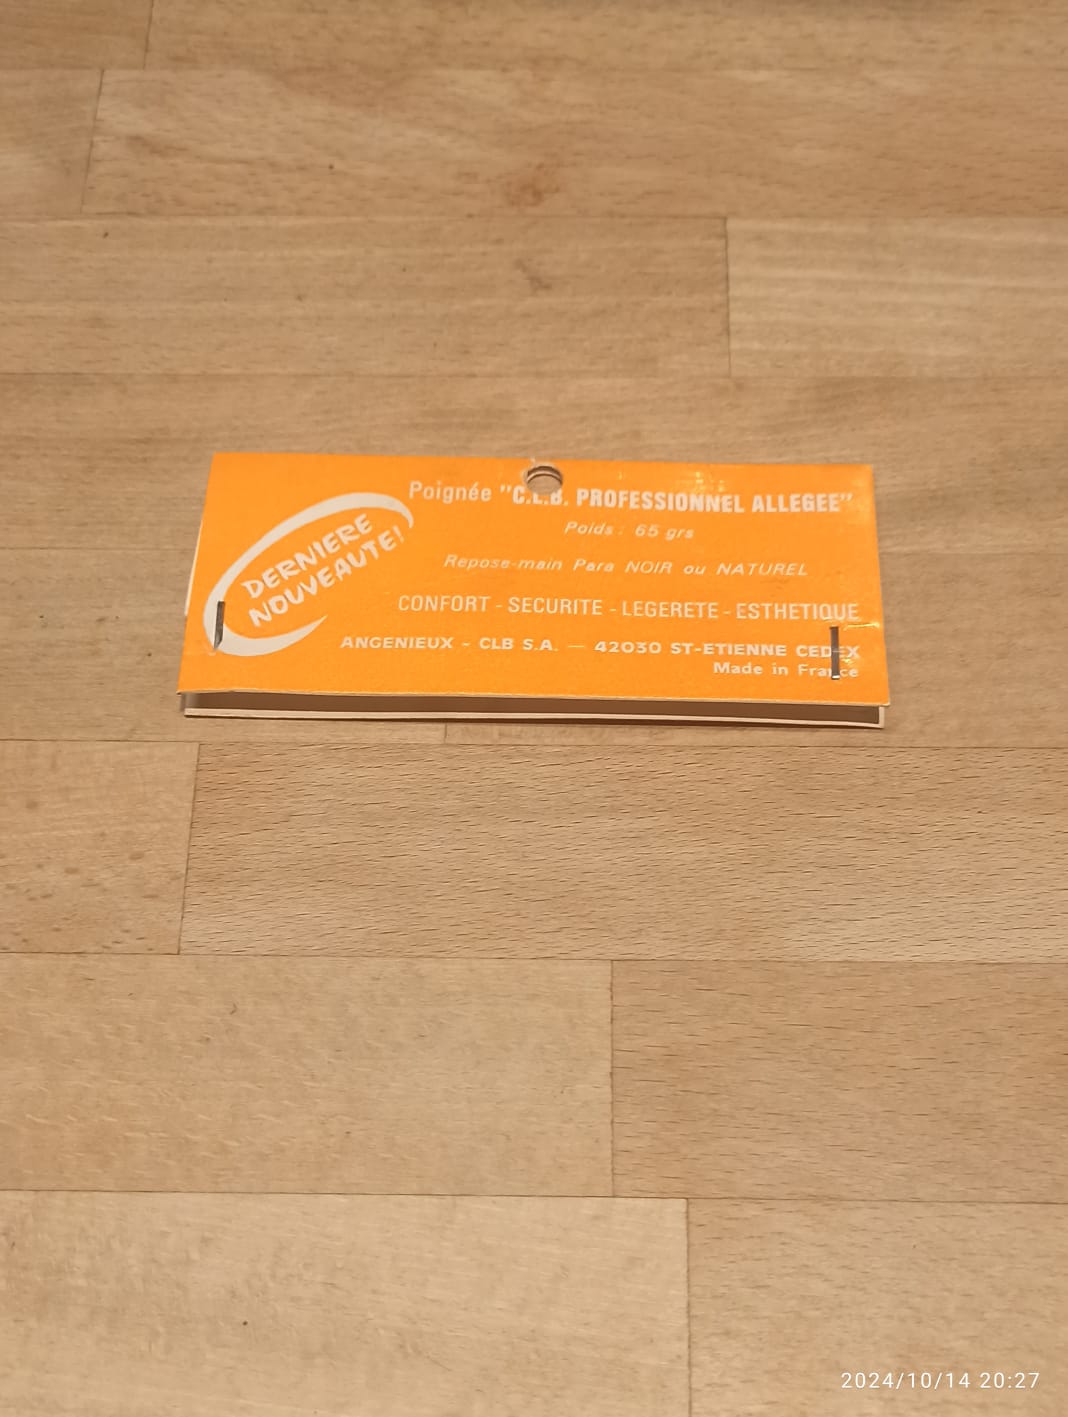 Poignée "C.L.B. PROFESSIONNEL ALLEGEE"
Poids : 65 grs
DERNIERE
NOUVEAUTE!
Repose-main Para NOIR ou NATUREL
CONFORT - SECURITE - LEGERETE - ESTHETIQUE
ANGENIEUX - CLB S.A. — 42030 ST-ETIENNE CEDEX
Made in France
2024/10/14 20:27